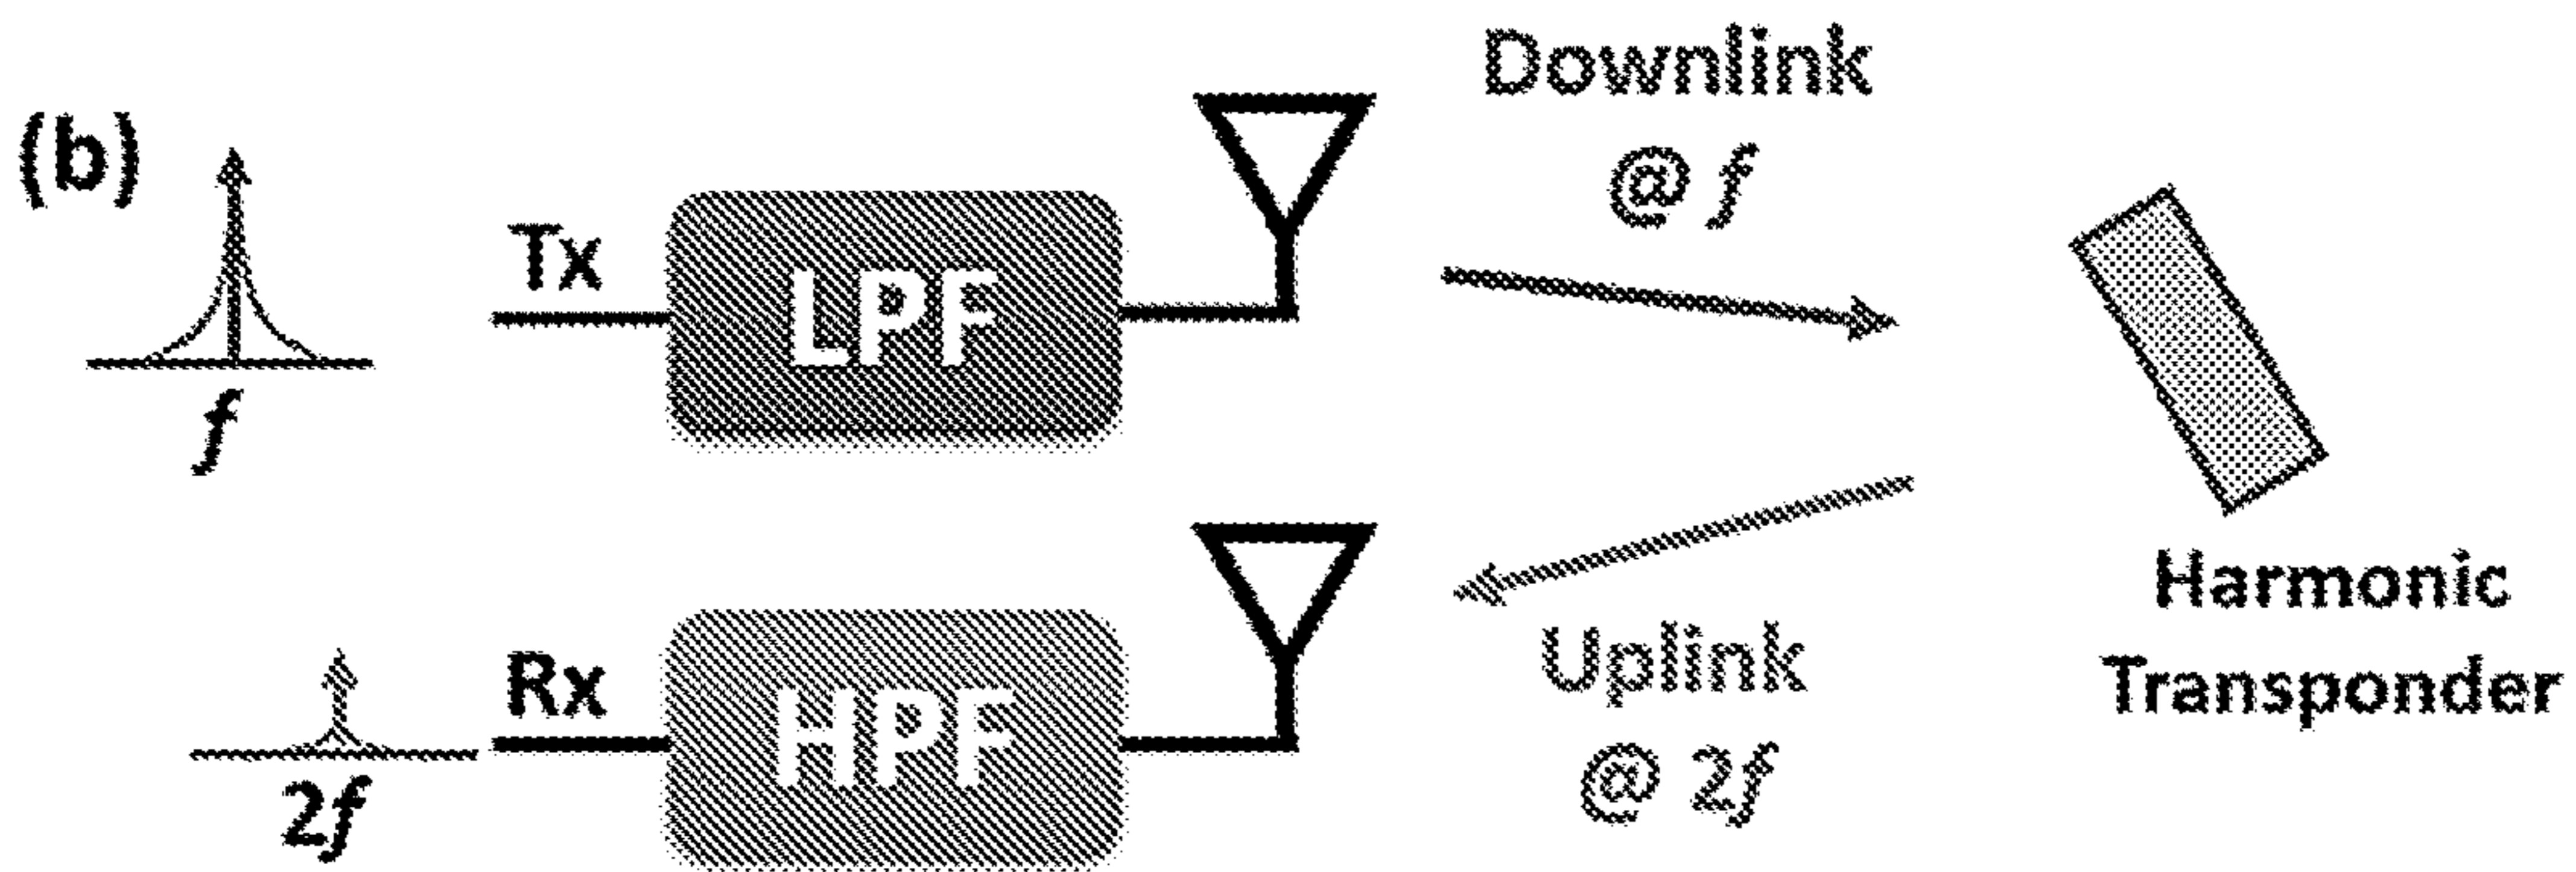 (b)
Downlink
@ f
Tx
LPF
f
Harmonic
Transponder
Uplink
@ 2f
Rx
HPF
2f